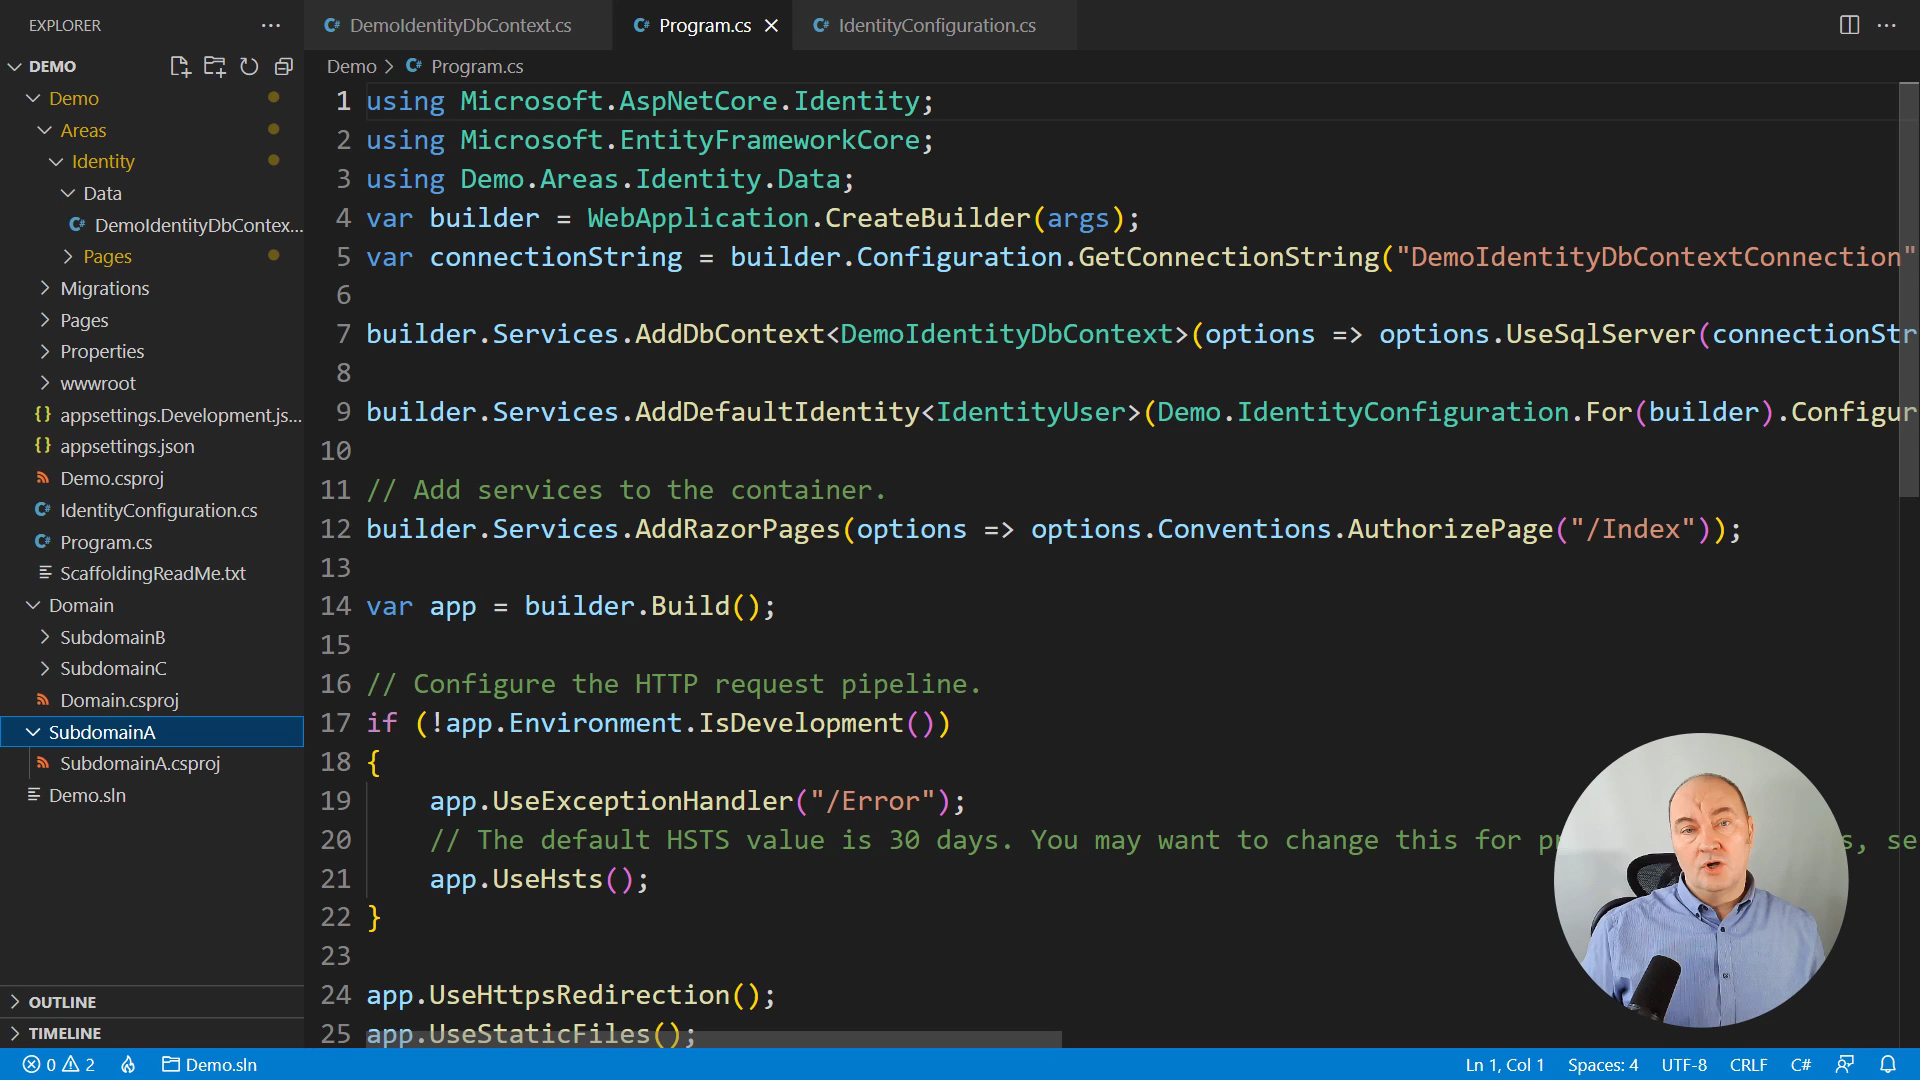 EXPLORER
DemoIdentityDbContext.cs
Program.cs
IdentityConfiguration.cs
DEMO
Demo
Areas
Identity
Data
DemoIdentityDbContex...
Pages
Migrations
Pages
Properties
wwwroot
appsettings.Development.js...
appsettings.json
Demo.csproj
IdentityConfiguration.cs
Program.cs
ScaffoldingReadMe.txt
Domain
SubdomainB
SubdomainC
Domain.csproj
SubdomainA
SubdomainA.csproj
Demo.sln
OUTLINE
TIMELINE
Demo > Program.cs
1 using Microsoft.AspNetCore.Identity;
2 using Microsoft.EntityFrameworkCore;
3 using Demo.Areas.Identity.Data;
4 var builder = WebApplication.CreateBuilder(args);
5 var connectionString = builder.Configuration.GetConnectionString("DemoIdentityDbContextConnection"
6
7 builder.Services.AddDbContext<DemoIdentityDbContext>(options => options.UseSqlServer(connectionStr
8
9 builder.Services.AddDefaultIdentity<IdentityUser>(Demo.IdentityConfiguration.For(builder).Configur
10
11 // Add services to the container.
12 builder.Services.AddRazorPages(options => options.Conventions.AuthorizePage("/Index"));
13
14 var app = builder.Build();
15
16 // Configure the HTTP request pipeline.
17 if (!app.Environment.IsDevelopment())
18 {
19 app.UseExceptionHandler("/Error");
20 // The default HSTS value is 30 days. You may want to change this for p s, se
21 app.UseHsts();
22 }
23
24 app.UseHttpsRedirection();
25 app.UseStaticFiles();
0 2 Demo.sln Ln 1, Col 1 Spaces: 4 UTF-8 CRLF C#